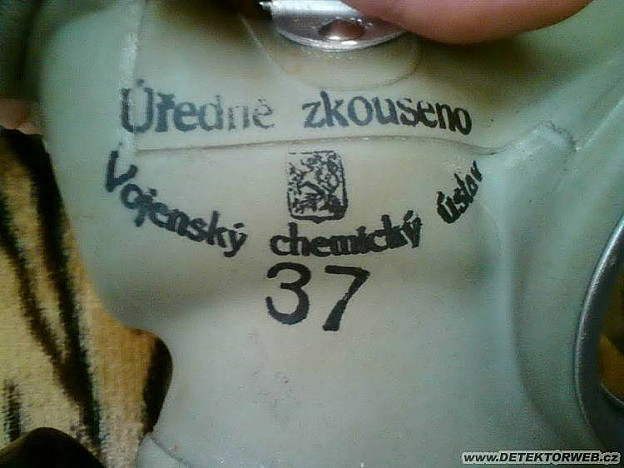 Úředně zkoušeno
Vojenský chemický ústav
37
www.DETEKTORWEB.cz